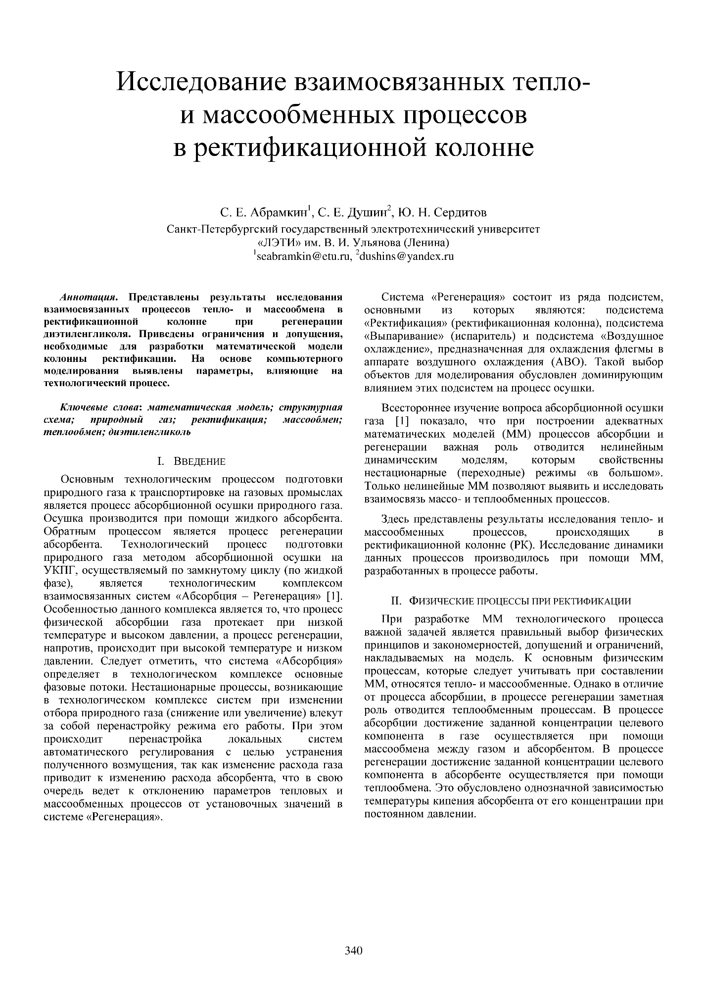 Исследование взаимосвязанных тепло-
и массообменных процессов
в ректификационной колонне
С. Е. Абрамкин1, С. Е. Душин2, Ю. Н. Сердитов
Санкт-Петербургский государственный электротехнический университет
«ЛЭТИ» им. В. И. Ульянова (Ленина)
1seabramkin@etu.ru, 2dushins@yandex.ru
Аннотация. Представлены результаты исследования
взаимосвязанных процессов тепло- и массообмена в
ректификационной колонне при регенерации
диэтиленгликоля. Приведены ограничения и допущения,
необходимые для разработки математической модели
колонны ректификации. На основе компьютерного
моделирования выявлены параметры, влияющие на
технологический процесс.
Ключевые слова: математическая модель; структурная
схема; природный газ; ректификация; массообмен;
теплообмен; диэтиленгликоль
I. Введение
Основным технологическим процессом подготовки
природного газа к транспортировке на газовых промыслах
является процесс абсорбционной осушки природного газа.
Осушка производится при помощи жидкого абсорбента.
Обратным процессом является процесс регенерации
абсорбента. Технологический процесс подготовки
природного газа методом абсорбционной осушки на
УКПГ, осуществляемый по замкнутому циклу (по жидкой
фазе), является технологическим комплексом
взаимосвязанных систем «Абсорбция – Регенерация» [1].
Особенностью данного комплекса является то, что процесс
физической абсорбции газа протекает при низкой
температуре и высоком давлении, а процесс регенерации,
напротив, происходит при высокой температуре и низком
давлении. Следует отметить, что система «Абсорбция»
определяет в технологическом комплексе основные
фазовые потоки. Нестационарные процессы, возникающие
в технологическом комплексе систем при изменении
отбора природного газа (снижение или увеличение) влекут
за собой перенастройку режима его работы. При этом
происходит перенастройка локальных систем
автоматического регулирования с целью устранения
полученного возмущения, так как изменение расхода газа
приводит к изменению расхода абсорбента, что в свою
очередь ведет к отклонению параметров тепловых и
массообменных процессов от установочных значений в
системе «Регенерация».
Система «Регенерация» состоит из ряда подсистем,
основными из которых являются: подсистема
«Ректификация» (ректификационная колонна), подсистема
«Выпаривание» (испаритель) и подсистема «Воздушное
охлаждение», предназначенная для охлаждения флегмы в
аппарате воздушного охлаждения (АВО). Такой выбор
объектов для моделирования обусловлен доминирующим
влиянием этих подсистем на процесс осушки.
Всестороннее изучение вопроса абсорбционной осушки
газа [1] показало, что при построении адекватных
математических моделей (ММ) процессов абсорбции и
регенерации важная роль отводится нелинейным
динамическим моделям, которым свойственны
нестационарные (переходные) режимы «в большом».
Только нелинейные ММ позволяют выявить и исследовать
взаимосвязь массо- и теплообменных процессов.
Здесь представлены результаты исследования тепло- и
массообменных процессов, происходящих в
ректификационной колонне (РК). Исследование динамики
данных процессов производилось при помощи ММ,
разработанных в процессе работы.
II. Физические процессы при ректификации
При разработке ММ технологического процесса
важной задачей является правильный выбор физических
принципов и закономерностей, допущений и ограничений,
накладываемых на модель. К основным физическим
процессам, которые следует учитывать при составлении
ММ, относятся тепло- и массообменные. Однако в отличие
от процесса абсорбции, в процессе регенерации заметная
роль отводится теплообменным процессам. В процессе
абсорбции достижение заданной концентрации целевого
компонента в газе осуществляется при помощи
массообмена между газом и абсорбентом. В процессе
регенерации достижение заданной концентрации целевого
компонента в абсорбенте осуществляется при помощи
теплообмена. Это обусловлено однозначной зависимостью
температуры кипения абсорбента от его концентрации при
постоянном давлении.
340